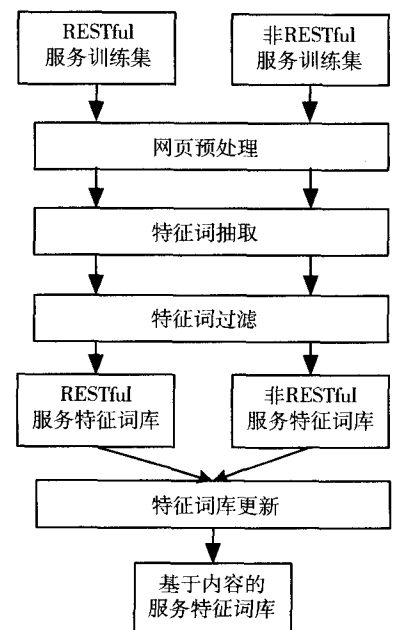 RESTful
服务训练集
非RESTful
服务训练集
网页预处理
特征词抽取
特征词过滤
RESTful
服务特征词库
非RESTful
服务特征词库
特征词库更新
基于内容的
服务特征词库